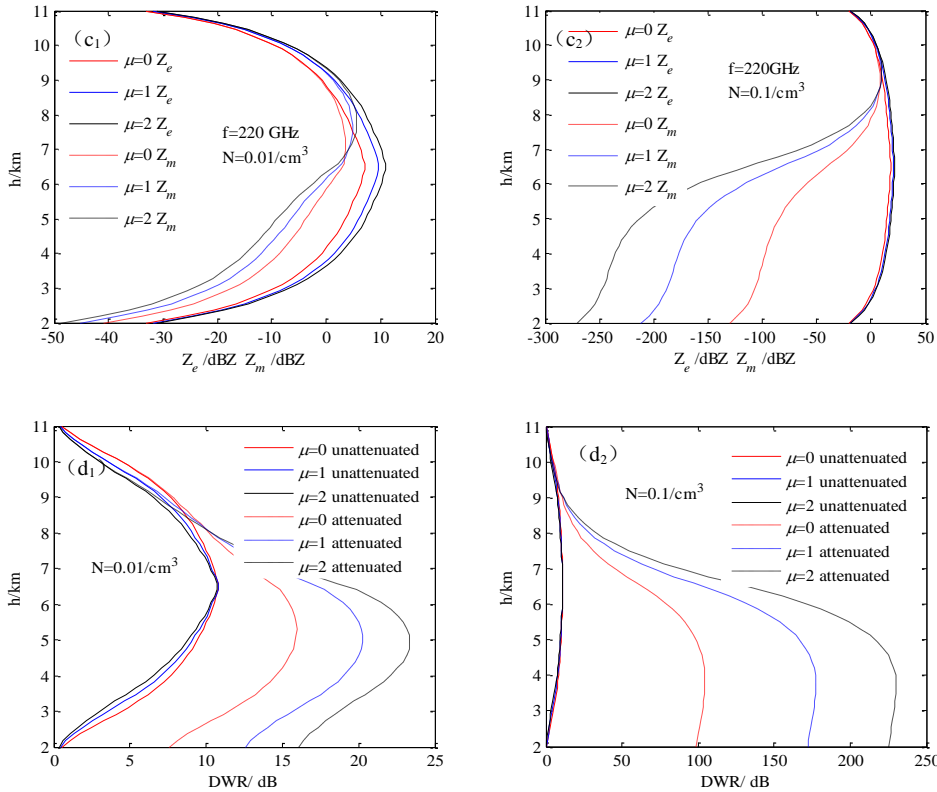 (c₁)
μ=0 Zₑ
μ=1 Zₑ
μ=2 Zₑ
μ=0 Zₘ
μ=1 Zₘ
μ=2 Zₘ
f=220 GHz
N=0.01/cm³
h/km
11
10
9
8
7
6
5
4
3
2
-50 -40 -30 -20 -10 0 10 20
Zₑ /dBZ Zₘ /dBZ
(c₂)
μ=0 Zₑ
μ=1 Zₑ
μ=2 Zₑ
μ=0 Zₘ
μ=1 Zₘ
μ=2 Zₘ
f=220GHz
N=0.1/cm³
h/km
11
10
9
8
7
6
5
4
3
2
-300 -250 -200 -150 -100 -50 0 50
Zₑ /dBZ Zₘ /dBZ
(d₁)
μ=0 unattenuated
μ=1 unattenuated
μ=2 unattenuated
μ=0 attenuated
μ=1 attenuated
μ=2 attenuated
N=0.01/cm³
h/km
11
10
9
8
7
6
5
4
3
2
0 5 10 15 20 25
DWR/ dB
(d₂)
μ=0 unattenuated
μ=1 unattenuated
μ=2 unattenuated
μ=0 attenuated
μ=1 attenuated
μ=2 attenuated
N=0.1/cm³
h/km
11
10
9
8
7
6
5
4
3
2
0 50 100 150 200 250
DWR/ dB